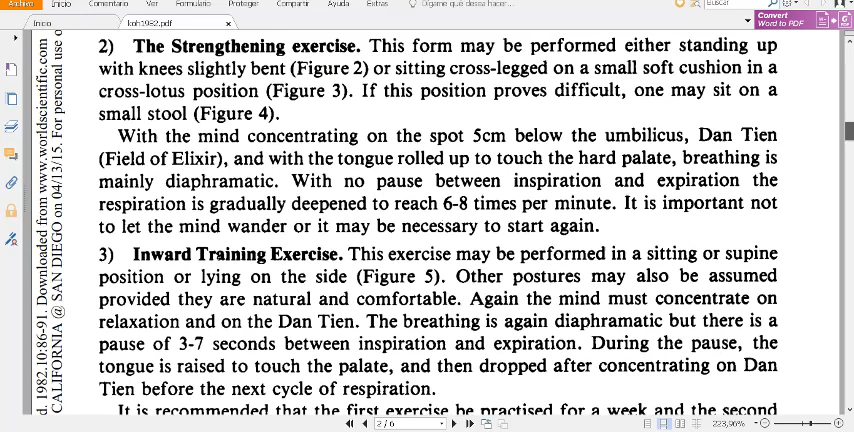 Archivo Inicio Comentario Ver Formulario Proteger Compartir Ayuda Extras Dígame qué desea hacer... Buscar
Inicio koh1982.pdf
Convert
Word to PDF
2) The Strengthening exercise. This form may be performed either standing up
with knees slightly bent (Figure 2) or sitting cross-legged on a small soft cushion in a
cross-lotus position (Figure 3). If this position proves difficult, one may sit on a
small stool (Figure 4).
With the mind concentrating on the spot 5cm below the umbilicus, Dan Tien
(Field of Elixir), and with the tongue rolled up to touch the hard palate, breathing is
mainly diaphramatic. With no pause between inspiration and expiration the
respiration is gradually deepened to reach 6-8 times per minute. It is important not
to let the mind wander or it may be necessary to start again.
3) Inward Training Exercise. This exercise may be performed in a sitting or supine
position or lying on the side (Figure 5). Other postures may also be assumed
provided they are natural and comfortable. Again the mind must concentrate on
relaxation and on the Dan Tien. The breathing is again diaphramatic but there is a
pause of 3-7 seconds between inspiration and expiration. During the pause, the
tongue is raised to touch the palate, and then dropped after concentrating on Dan
Tien before the next cycle of respiration.
It is recommended that the first exercise be practised for a week and the second
d. 1982.10:86-91. Downloaded from www.worldscientific.com
CALIFORNIA @ SAN DIEGO on 04/13/15. For personal use o
2 / 6
223,96%